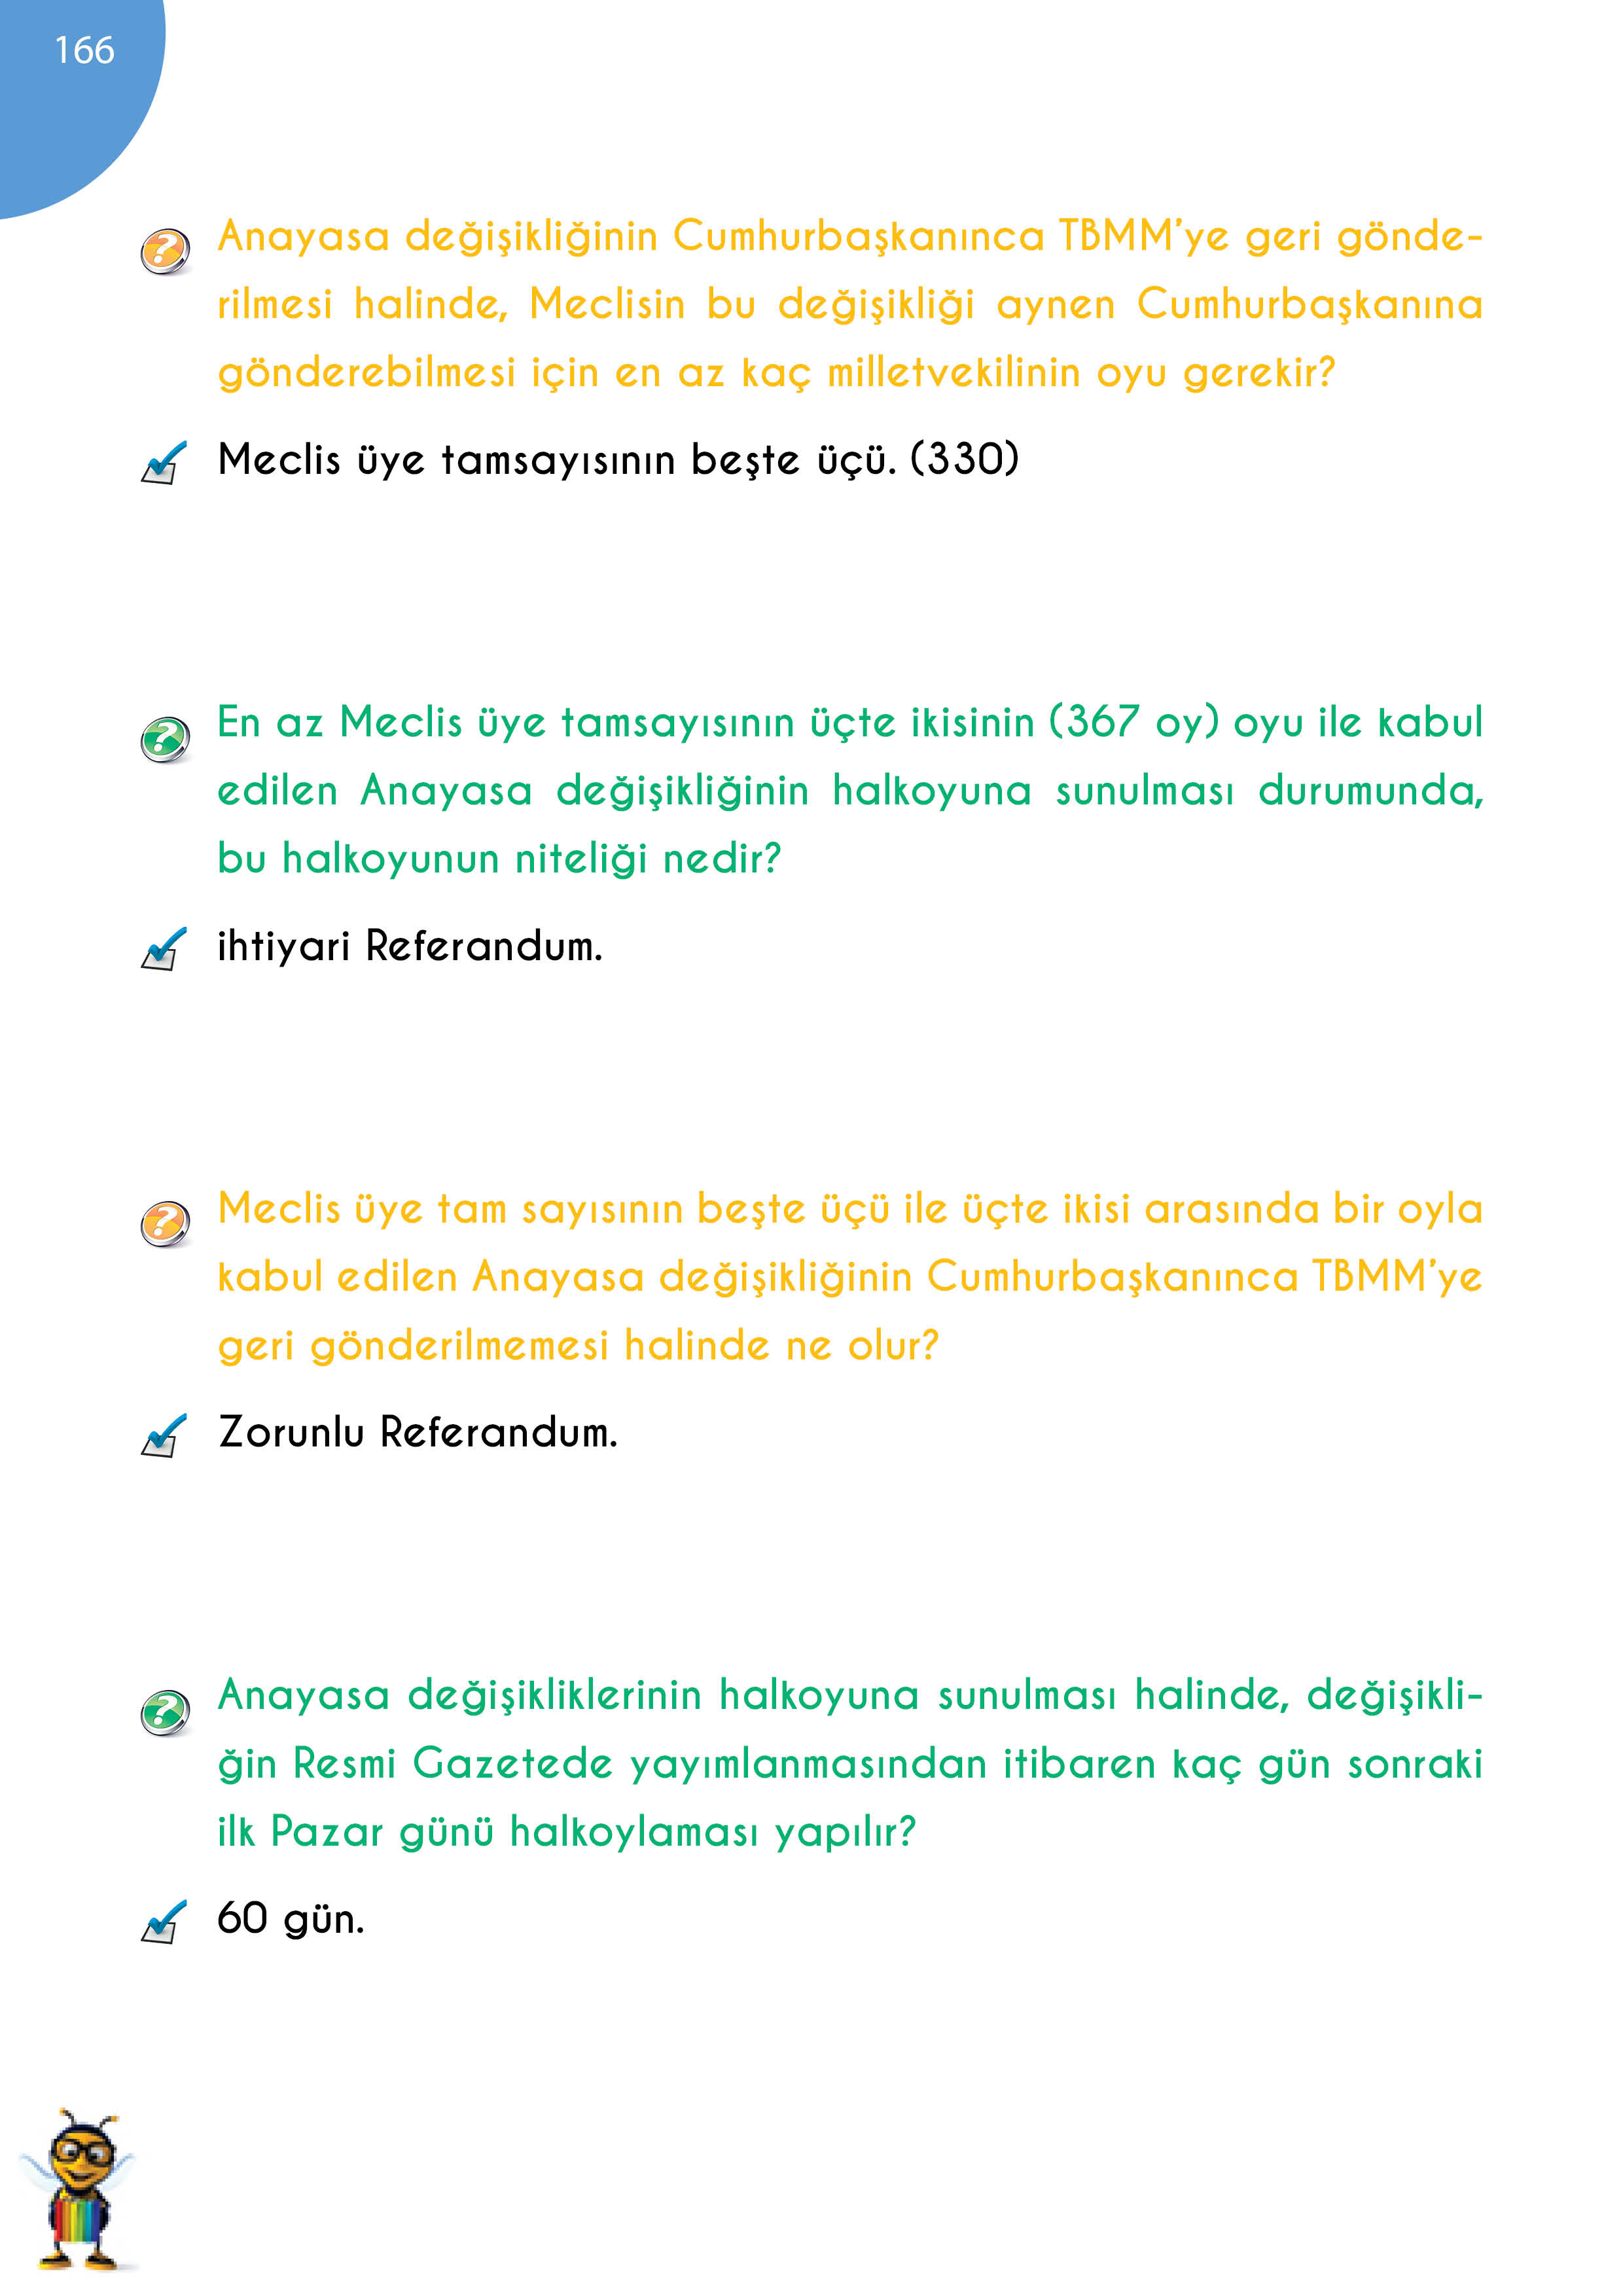 166
Anayasa değişikliğinin Cumhurbaşkanınca TBMM'ye geri gönde-
rilmesi halinde, Meclisin bu değişikliği aynen Cumhurbaşkanına
gönderebilmesi için en az kaç milletvekilinin oyu gerekir?
Meclis üye tamsayısının beşte üçü. (330)
En az Meclis üye tamsayısının üçte ikisinin (367 oy) oyu ile kabul
edilen Anayasa değişikliğinin halkoyuna sunulması durumunda,
bu halkoyunun niteliği nedir?
ihtiyari Referandum.
Meclis üye tam sayısının beşte üçü ile üçte ikisi arasında bir oyla
kabul edilen Anayasa değişikliğinin Cumhurbaşkanınca TBMM'ye
geri gönderilmemesi halinde ne olur?
Zorunlu Referandum.
Anayasa değişikliklerinin halkoyuna sunulması halinde, değişikli-
ğin Resmi Gazetede yayımlanmasından itibaren kaç gün sonraki
ilk Pazar günü halkoylaması yapılır?
60 gün.